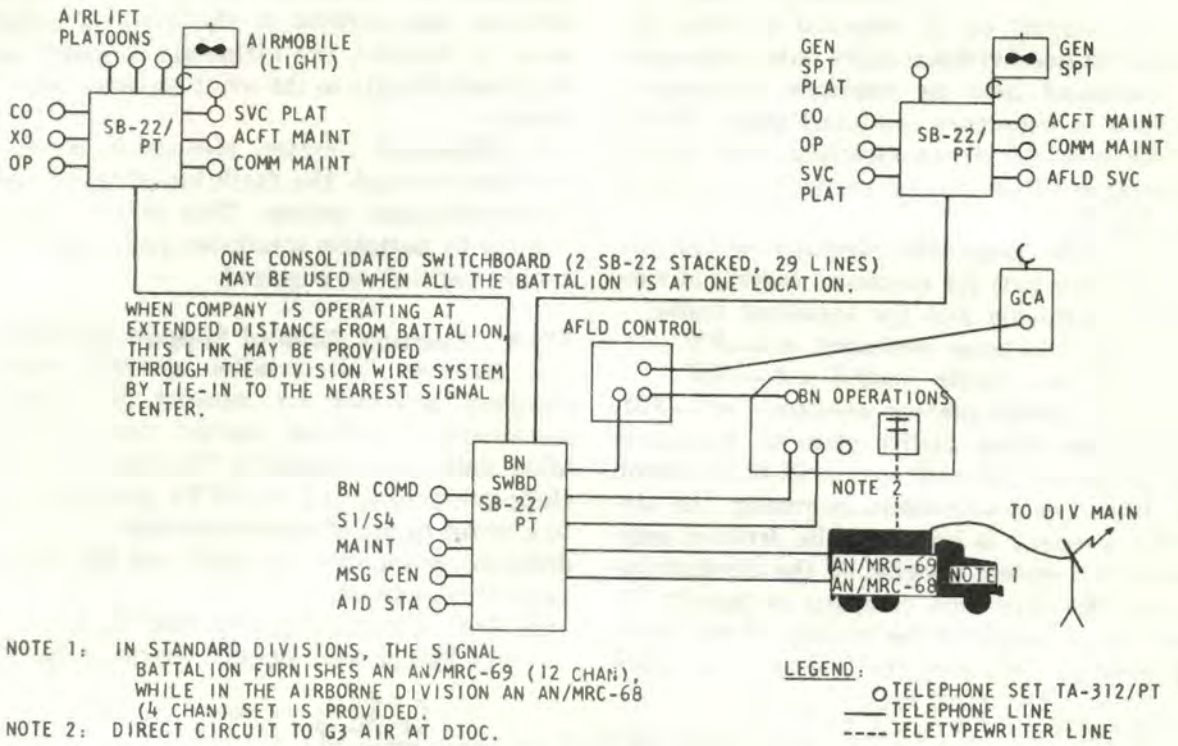 AIRLIFT
PLATOONS
AIRMOBILE
(LIGHT)
CO
XO
OP
SB-22/
PT
SVC PLAT
ACFT MAINT
COMM MAINT
GEN
SPT
PLAT
GEN
SPT
CO
OP
SVC
PLAT
SB-22/
PT
ACFT MAINT
COMM MAINT
AFLD SVC
ONE CONSOLIDATED SWITCHBOARD (2 SB-22 STACKED, 29 LINES)
MAY BE USED WHEN ALL THE BATTALION IS AT ONE LOCATION.
WHEN COMPANY IS OPERATING AT
EXTENDED DISTANCE FROM BATTALION,
THIS LINK MAY BE PROVIDED
THROUGH THE DIVISION WIRE SYSTEM
BY TIE-IN TO THE NEAREST SIGNAL
CENTER.
AFLD CONTROL
GCA
BN OPERATIONS
NOTE 2
BN
SWBD
SB-22/
PT
BN COMD
S1/S4
MAINT
MSG CEN
AID STA
AN/MRC-69
AN/MRC-68
NOTE 1
TO DIV MAIN
NOTE 1: IN STANDARD DIVISIONS, THE SIGNAL
BATTALION FURNISHES AN AN/MRC-69 (12 CHAN),
WHILE IN THE AIRBORNE DIVISION AN AN/MRC-68
(4 CHAN) SET IS PROVIDED.
NOTE 2: DIRECT CIRCUIT TO G3 AIR AT DTOC.
LEGEND:
TELEPHONE SET TA-312/PT
TELEPHONE LINE
TELETYPEWRITER LINE